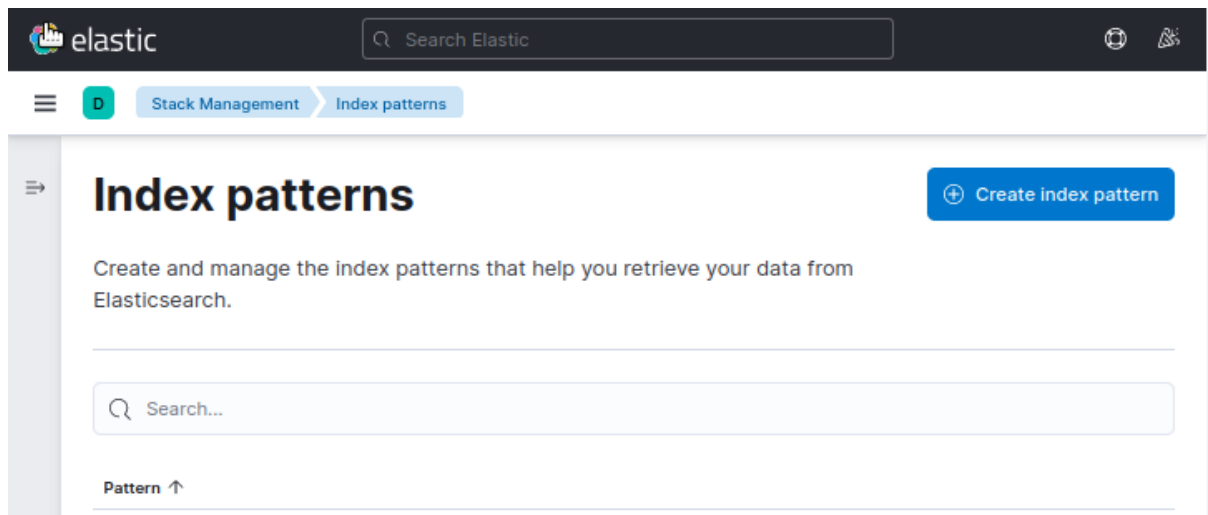 elastic
Search Elastic
D
Stack Management
Index patterns
Index patterns
Create index pattern
Create and manage the index patterns that help you retrieve your data from
Elasticsearch.
Search...
Pattern ↑